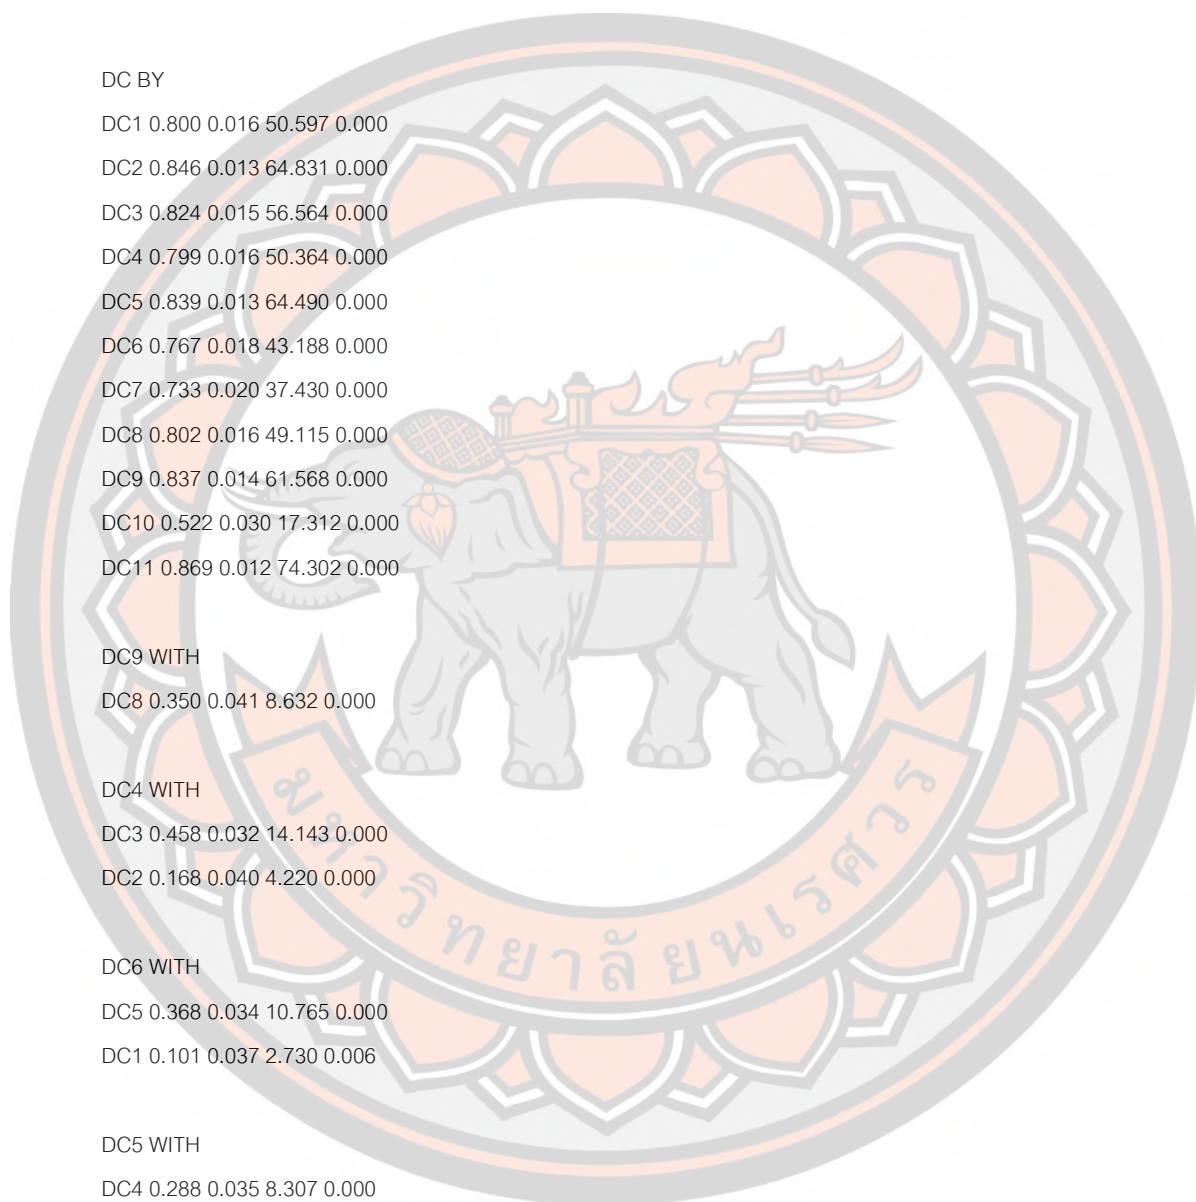 DC BY
DC1 0.800 0.016 50.597 0.000
DC2 0.846 0.013 64.831 0.000
DC3 0.824 0.015 56.564 0.000
DC4 0.799 0.016 50.364 0.000
DC5 0.839 0.013 64.490 0.000
DC6 0.767 0.018 43.188 0.000
DC7 0.733 0.020 37.430 0.000
DC8 0.802 0.016 49.115 0.000
DC9 0.837 0.014 61.568 0.000
DC10 0.522 0.030 17.312 0.000
DC11 0.869 0.012 74.302 0.000
DC9 WITH
DC8 0.350 0.041 8.632 0.000
DC4 WITH
DC3 0.458 0.032 14.143 0.000
DC2 0.168 0.040 4.220 0.000
DC6 WITH
DC5 0.368 0.034 10.765 0.000
DC1 0.101 0.037 2.730 0.006
DC5 WITH
DC4 0.288 0.035 8.307 0.000
มหาวิทยาลัยนเรศวร